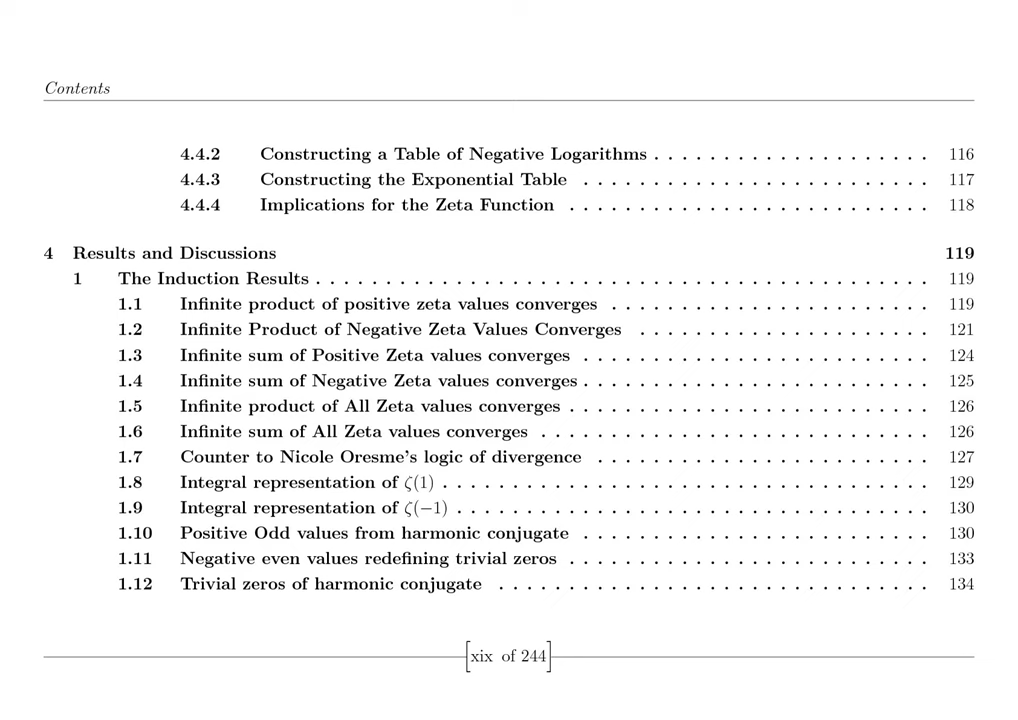 Contents
4.4.2 Constructing a Table of Negative Logarithms . . . . . . . . . . . . . . . . . . . . 116
4.4.3 Constructing the Exponential Table . . . . . . . . . . . . . . . . . . . . . . . . . 117
4.4.4 Implications for the Zeta Function . . . . . . . . . . . . . . . . . . . . . . . . . . 118
4 Results and Discussions 119
1 The Induction Results . . . . . . . . . . . . . . . . . . . . . . . . . . . . . . . . . . . . . . . . . . . . 119
1.1 Infinite product of positive zeta values converges . . . . . . . . . . . . . . . . . . . . . . . 119
1.2 Infinite Product of Negative Zeta Values Converges . . . . . . . . . . . . . . . . . . . . . 121
1.3 Infinite sum of Positive Zeta values converges . . . . . . . . . . . . . . . . . . . . . . . . . 124
1.4 Infinite sum of Negative Zeta values converges . . . . . . . . . . . . . . . . . . . . . . . . . 125
1.5 Infinite product of All Zeta values converges . . . . . . . . . . . . . . . . . . . . . . . . . . 126
1.6 Infinite sum of All Zeta values converges . . . . . . . . . . . . . . . . . . . . . . . . . . . . 126
1.7 Counter to Nicole Oresme's logic of divergence . . . . . . . . . . . . . . . . . . . . . . . . 127
1.8 Integral representation of ζ(1) . . . . . . . . . . . . . . . . . . . . . . . . . . . . . . . . . . . 129
1.9 Integral representation of ζ(−1) . . . . . . . . . . . . . . . . . . . . . . . . . . . . . . . . . . 130
1.10 Positive Odd values from harmonic conjugate . . . . . . . . . . . . . . . . . . . . . . . . . 130
1.11 Negative even values redefining trivial zeros . . . . . . . . . . . . . . . . . . . . . . . . . . 133
1.12 Trivial zeros of harmonic conjugate . . . . . . . . . . . . . . . . . . . . . . . . . . . . . . . 134
[xix of 244]